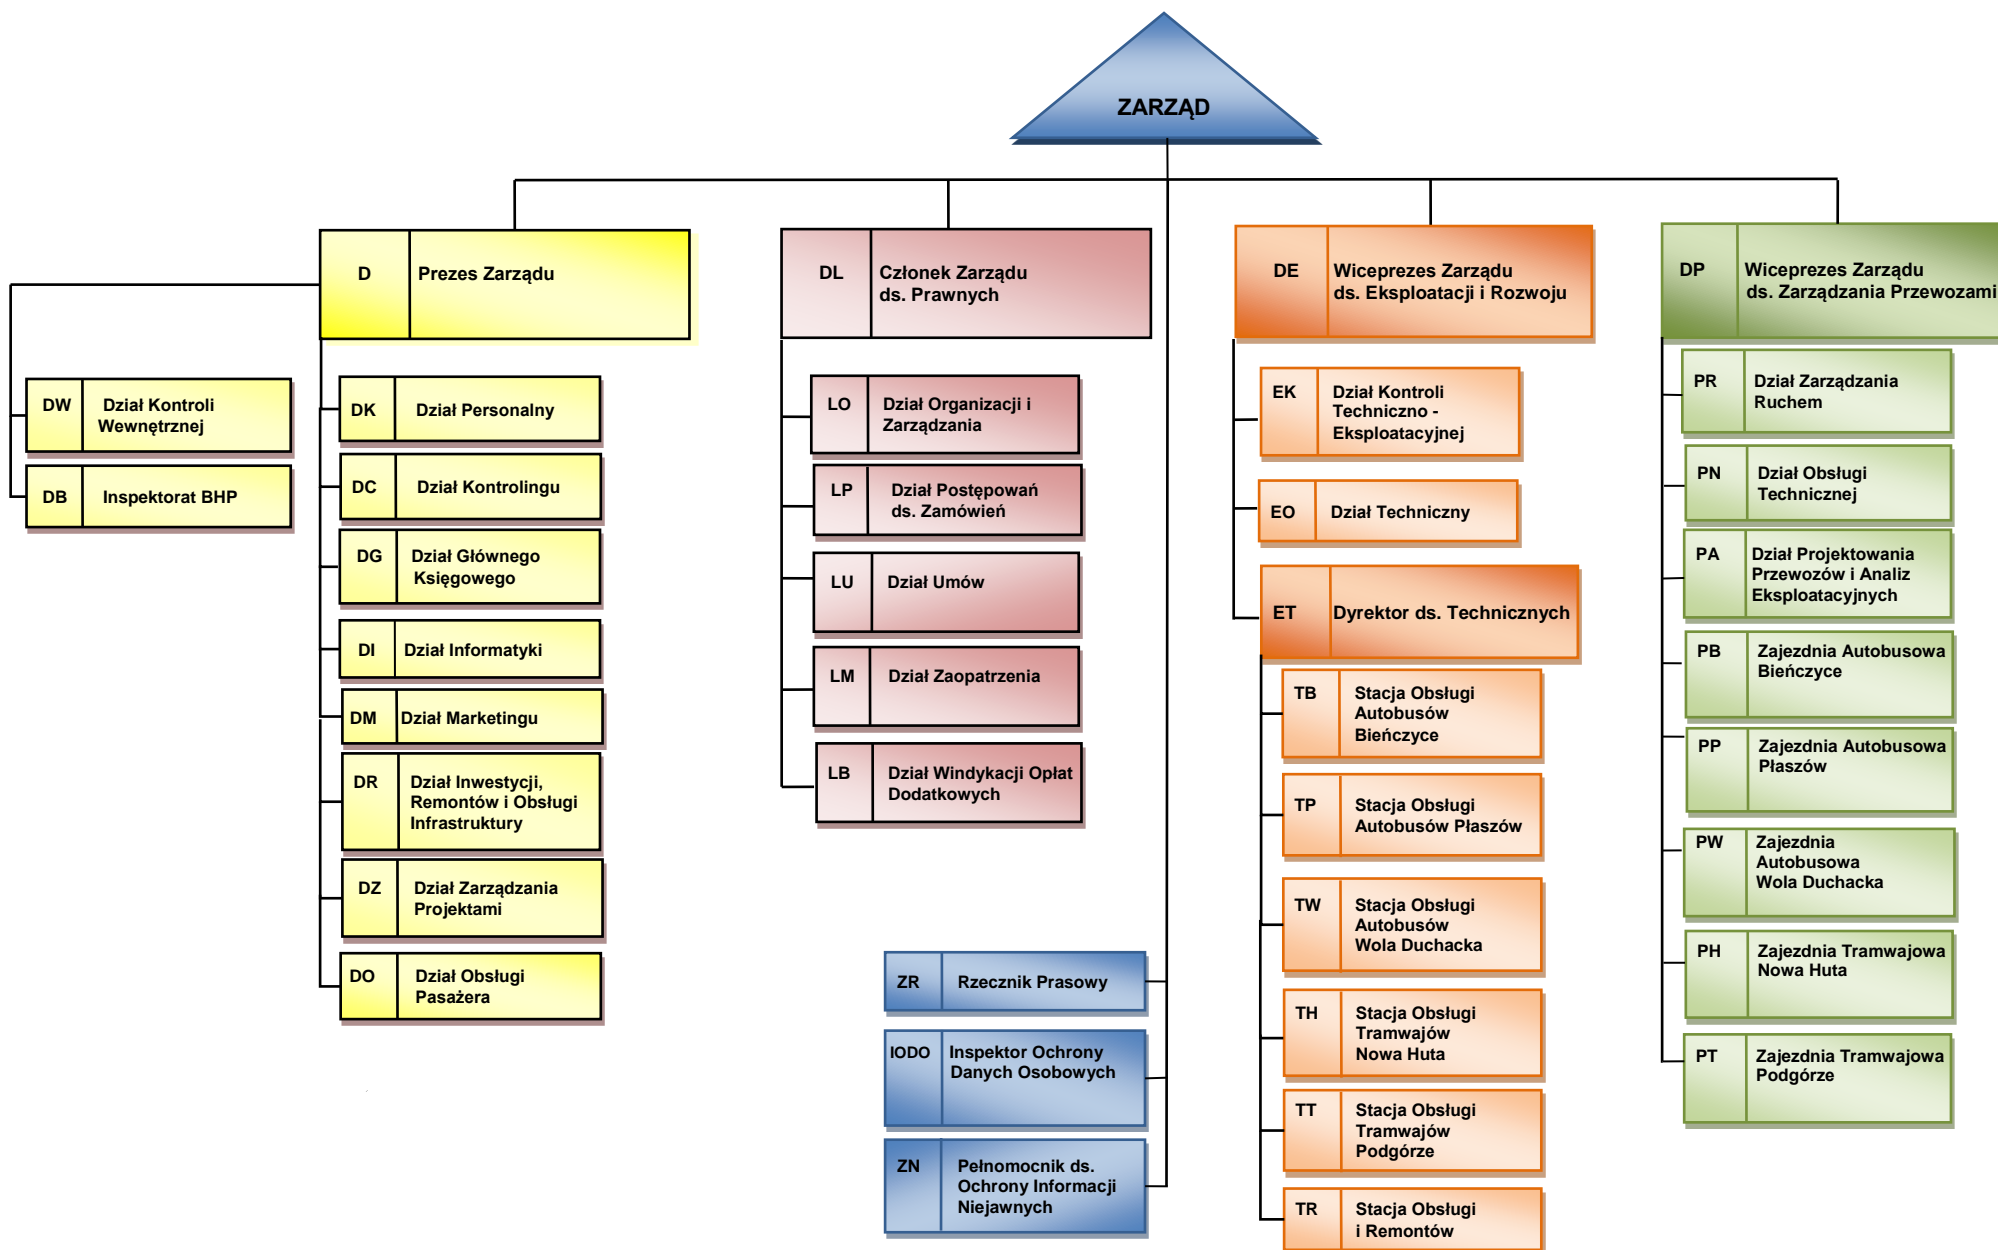 ZARZĄD
D
Prezes Zarządu
DW
Dział Kontroli
Wewnętrznej
DB
Inspektorat BHP
DK
Dział Personalny
DC
Dział Kontrolingu
DG
Dział Głównego
Księgowego
DI
Dział Informatyki
DM
Dział Marketingu
DR
Dział Inwestycji,
Remontów i Obsługi
Infrastruktury
DZ
Dział Zarządzania
Projektami
DO
Dział Obsługi
Pasażera
DL
Członek Zarządu
ds. Prawnych
LO
Dział Organizacji i
Zarządzania
LP
Dział Postępowań
ds. Zamówień
LU
Dział Umów
LM
Dział Zaopatrzenia
LB
Dział Windykacji Opłat
Dodatkowych
ZR
Rzecznik Prasowy
IODO
Inspektor Ochrony
Danych Osobowych
ZN
Pełnomocnik ds.
Ochrony Informacji
Niejawnych
DE
Wiceprezes Zarządu
ds. Eksploatacji i Rozwoju
EK
Dział Kontroli
Techniczno -
Eksploatacyjnej
EO
Dział Techniczny
ET
Dyrektor ds. Technicznych
TB
Stacja Obsługi
Autobusów
Bieńczyce
TP
Stacja Obsługi
Autobusów Płaszów
TW
Stacja Obsługi
Autobusów
Wola Duchacka
TH
Stacja Obsługi
Tramwajów
Nowa Huta
TT
Stacja Obsługi
Tramwajów
Podgórze
TR
Stacja Obsługi
i Remontów
DP
Wiceprezes Zarządu
ds. Zarządzania Przewozami
PR
Dział Zarządzania
Ruchem
PN
Dział Obsługi
Technicznej
PA
Dział Projektowania
Przewozów i Analiz
Eksploatacyjnych
PB
Zajezdnia Autobusowa
Bieńczyce
PP
Zajezdnia Autobusowa
Płaszów
PW
Zajezdnia
Autobusowa
Wola Duchacka
PH
Zajezdnia Tramwajowa
Nowa Huta
PT
Zajezdnia Tramwajowa
Podgórze